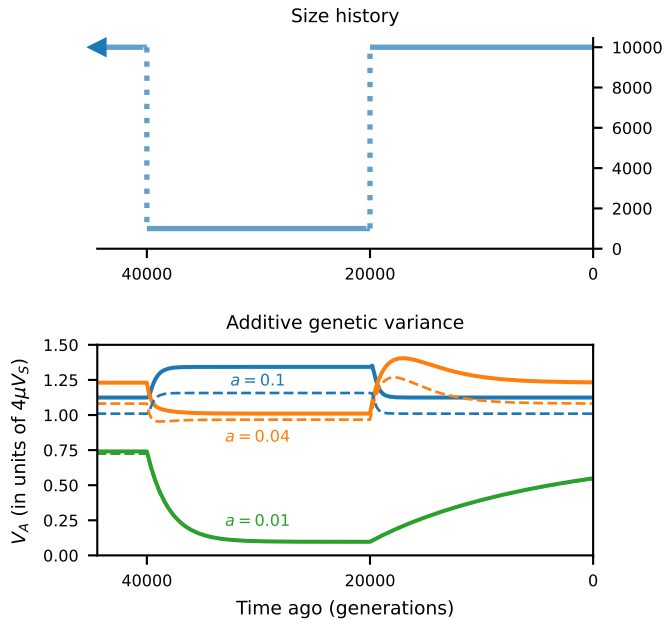 Size history
10000
8000
6000
4000
2000
0
40000 20000 0
Additive genetic variance
1.50
1.25
1.00
0.75
0.50
0.25
0.00
V_A (in units of 4μV_S)
a = 0.1
a = 0.04
a = 0.01
40000 20000 0
Time ago (generations)